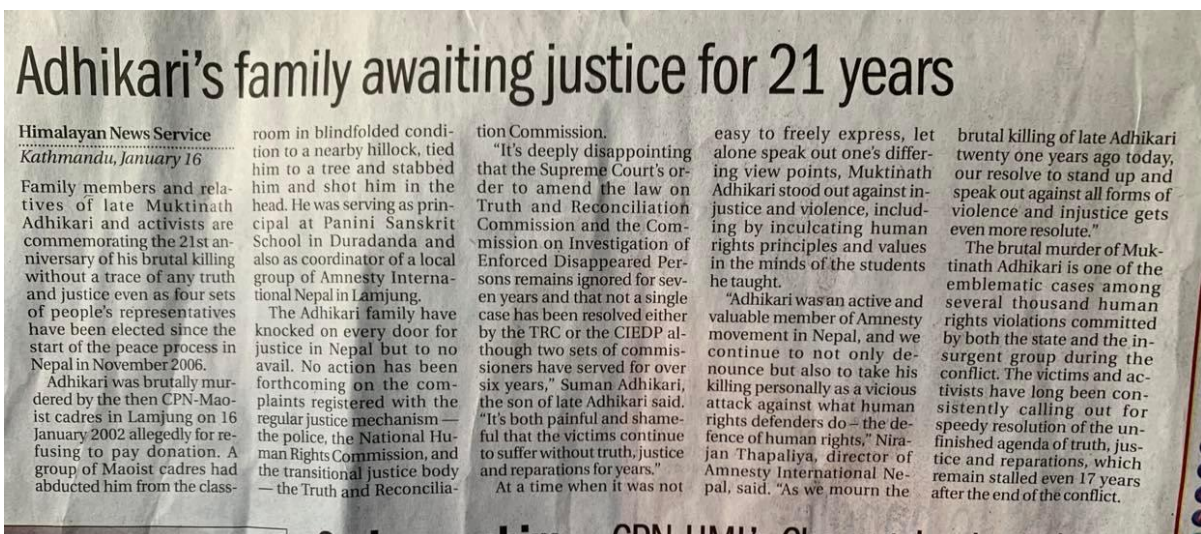 Adhikari's family awaiting justice for 21 years
Himalayan News Service
Kathmandu, January 16
Family members and rela-
tives of late Muktinath
Adhikari and activists are
commemorating the 21st an-
niversary of his brutal killing
without a trace of any truth
and justice even as four sets
of people's representatives
have been elected since the
start of the peace process in
Nepal in November 2006.
Adhikari was brutally mur-
dered by the then CPN-Mao-
ist cadres in Lamjung on 16
January 2002 allegedly for re-
fusing to pay donation. A
group of Maoist cadres had
abducted him from the class-
room in blindfolded condi-
tion to a nearby hillock, tied
him to a tree and stabbed
him and shot him in the
head. He was serving as prin-
cipal at Panini Sanskrit
School in Duradanda and
also as coordinator of a local
group of Amnesty Interna-
tional Nepal in Lamjung.
The Adhikari family have
knocked on every door for
justice in Nepal but to no
avail. No action has been
forthcoming on the com-
plaints registered with the
regular justice mechanism —
the police, the National Hu-
man Rights Commission, and
the transitional justice body
— the Truth and Reconcilia-
tion Commission.
"It's deeply disappointing
that the Supreme Court's or-
der to amend the law on
Truth and Reconciliation
Commission and the Com-
mission on Investigation of
Enforced Disappeared Per-
sons remains ignored for sev-
en years and that not a single
case has been resolved either
by the TRC or the CIEDP al-
though two sets of commis-
sioners have served for over
six years," Suman Adhikari,
the son of late Adhikari said.
"It's both painful and shame-
ful that the victims continue
to suffer without truth, justice
and reparations for years."
At a time when it was not
easy to freely express, let
alone speak out one's differ-
ing view points, Muktinath
Adhikari stood out against in-
justice and violence, includ-
ing by inculcating human
rights principles and values
in the minds of the students
he taught.
"Adhikari was an active and
valuable member of Amnesty
movement in Nepal, and we
continue to not only de-
nounce but also to take his
killing personally as a vicious
attack against what human
rights defenders do – the de-
fence of human rights," Nira-
jan Thapaliya, director of
Amnesty International Ne-
pal, said. "As we mourn the
brutal killing of late Adhikari
twenty one years ago today,
our resolve to stand up and
speak out against all forms of
violence and injustice gets
even more resolute."
The brutal murder of Muk-
tinath Adhikari is one of the
emblematic cases among
several thousand human
rights violations committed
by both the state and the in-
surgent group during the
conflict. The victims and ac-
tivists have long been con-
sistently calling out for
speedy resolution of the un-
finished agenda of truth, jus-
tice and reparations, which
remain stalled even 17 years
after the end of the conflict.